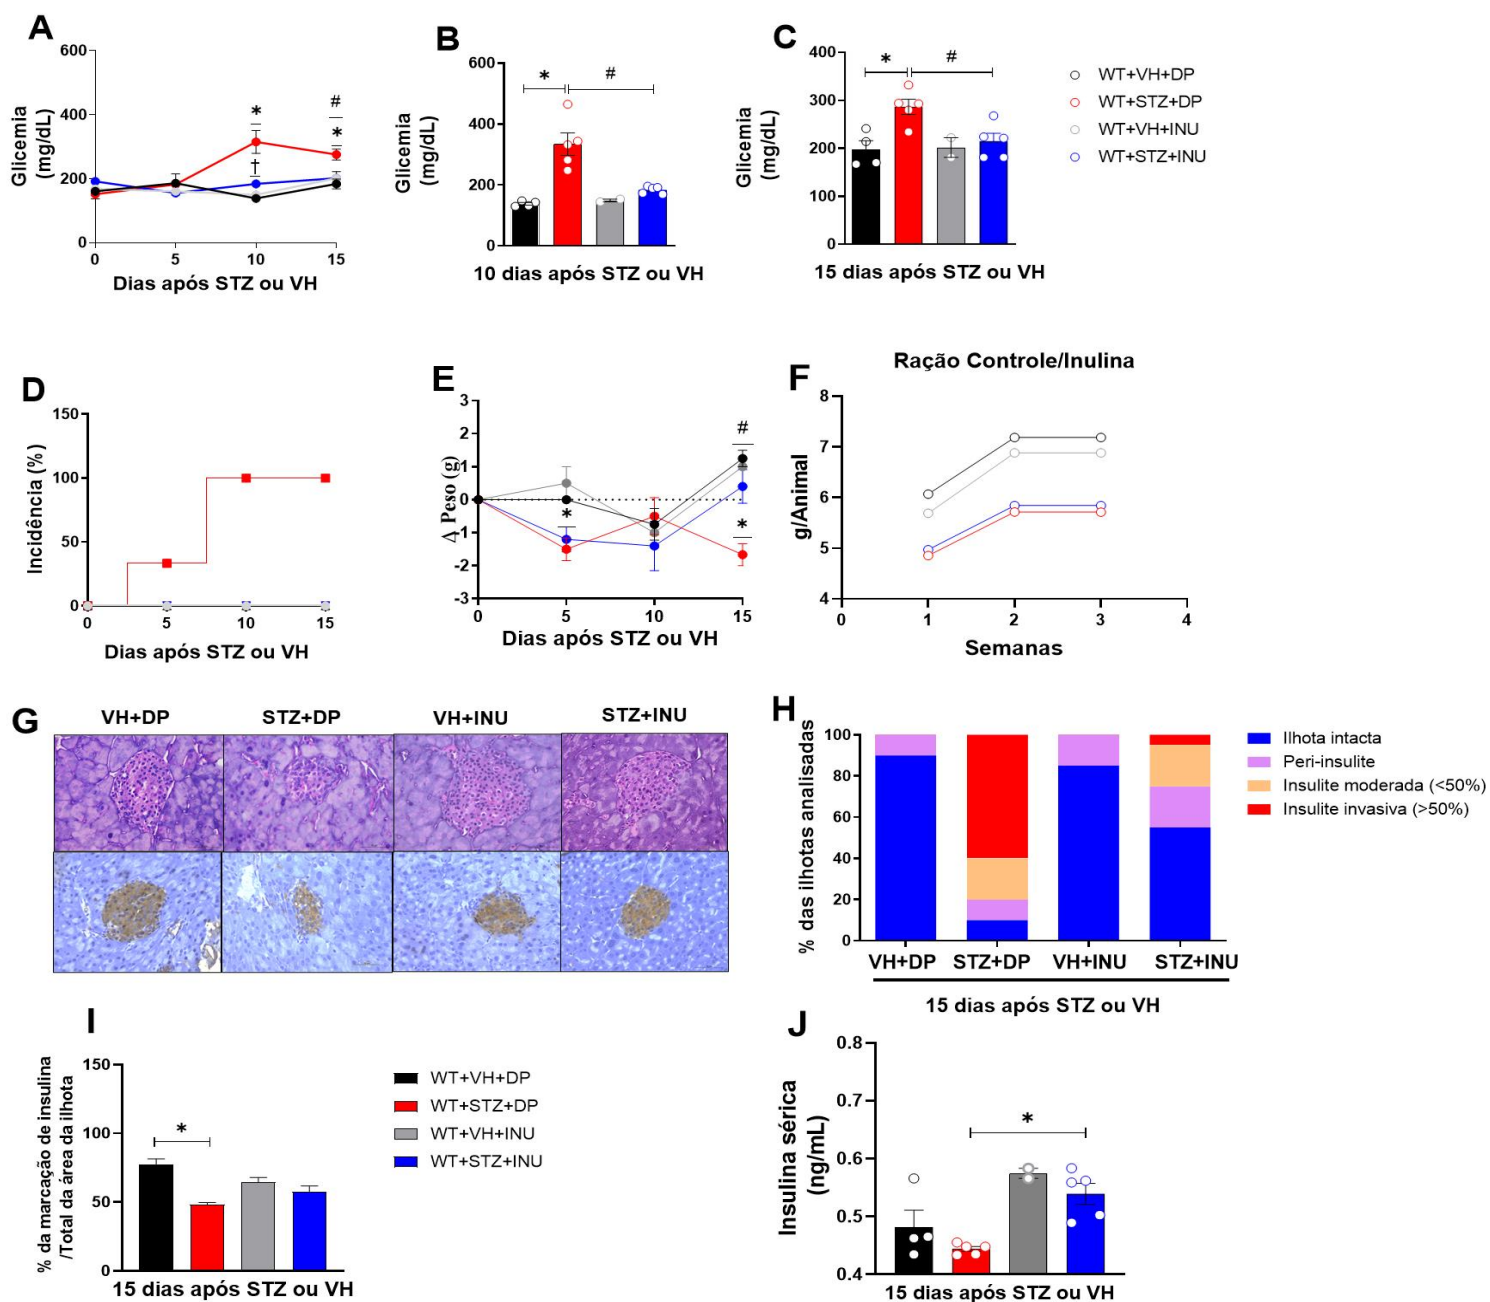 A
600
400
200
0
Glicemia
(mg/dL)
*
†
#
*
0 5 10 15
Dias após STZ ou VH
B
600
400
200
0
Glicemia
(mg/dL)
* #
10 dias após STZ ou VH
C
400
300
200
100
0
Glicemia
(mg/dL)
* #
15 dias após STZ ou VH
WT+VH+DP
WT+STZ+DP
WT+VH+INU
WT+STZ+INU
D
150
100
50
0
Incidência (%)
0 5 10 15
Dias após STZ ou VH
E
3
2
1
0
-1
-2
-3
Δ Peso (g)
*
#
*
0 5 10 15
Dias após STZ ou VH
F
Ração Controle/Inulina
8
7
6
5
4
g/Animal
0 1 2 3 4
Semanas
G
VH+DP STZ+DP VH+INU STZ+INU
H
100
80
60
40
20
0
% das ilhotas analisadas
VH+DP STZ+DP VH+INU STZ+INU
15 dias após STZ ou VH
Ilhota intacta
Peri-insulite
Insulite moderada (<50%)
Insulite invasiva (>50%)
I
150
100
50
0
% da marcação de insulina
/Total da área da ilhota
*
15 dias após STZ ou VH
WT+VH+DP
WT+STZ+DP
WT+VH+INU
WT+STZ+INU
J
0.8
0.7
0.6
0.5
0.4
Insulina sérica
(ng/mL)
*
15 dias após STZ ou VH